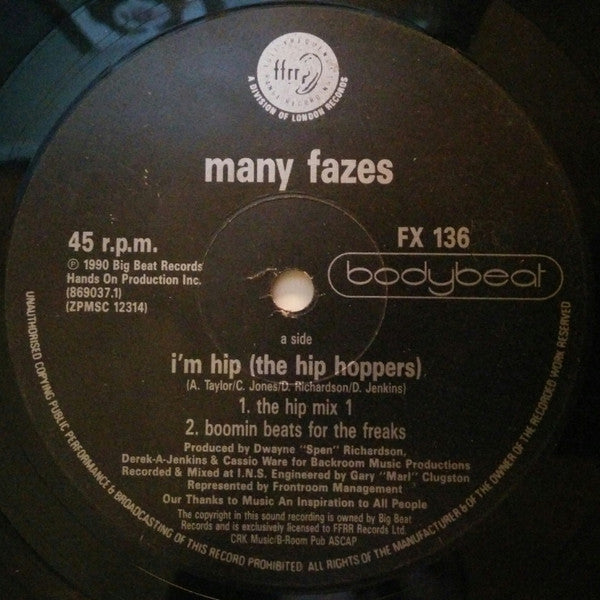 FULL FREQUENCY
ffrr
RANGE RECORDINGS
A DIVISION OF LONDON RECORDS
many fazes
45 r.p.m.
FX 136
℗ 1990 Big Beat Records
Hands On Production Inc.
(869037.1)
(ZPMSC 12314)
bodybeat
a side
i'm hip (the hip hoppers)
(A. Taylor/C. Jones/D. Richardson/D. Jenkins)
1. the hip mix 1
2. boomin beats for the freaks
Produced by Dwayne "Span" Richardson,
Derek-A-Jenkins & Cassio Ware for Backroom Music Productions
Recorded & Mixed at I.N.S. Engineered by Gary "Marl" Clugston
Represented by Frontroom Management
Our Thanks to Music An Inspiration to All People
The copyright in this sound recording is owned by Big Beat
Records and is exclusively licensed to FFRR Records Ltd.
CRK Music/B-Room Pub ASCAP
UNAUTHORISED COPYING PUBLIC PERFORMANCE & BROADCASTING OF THIS RECORD PROHIBITED. ALL RIGHTS OF THE MANUFACTURER & OF THE OWNER OF THE RECORDED WORK RESERVED